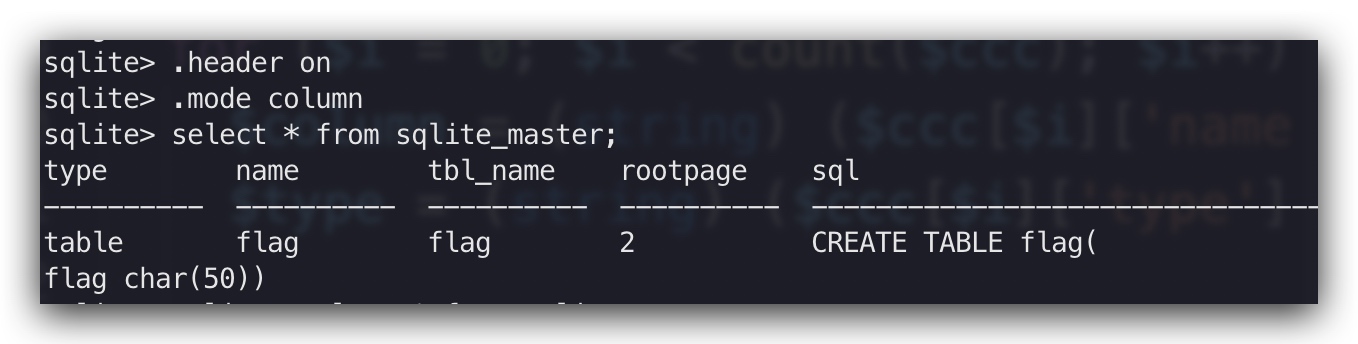 sqlite> .header on
sqlite> .mode column
sqlite> select * from sqlite_master;
type name tbl_name rootpage sql
---------- ---------- ---------- ---------- --------------------------------
table flag flag 2 CREATE TABLE flag(
flag char(50))